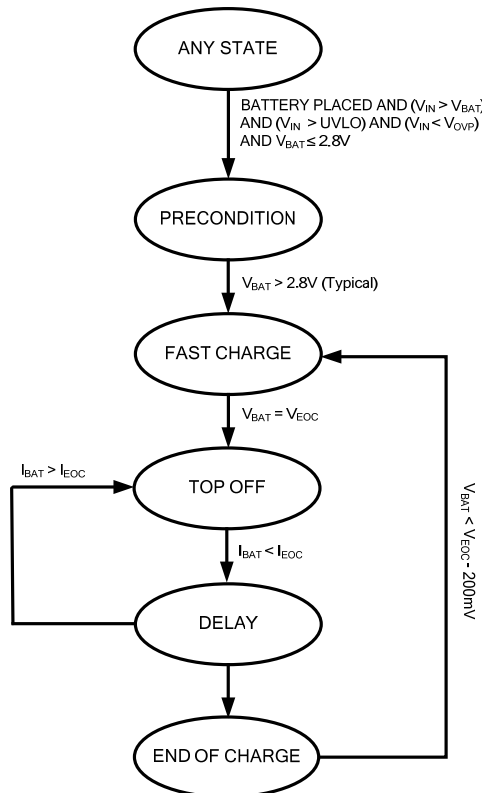 ANY STATE
BATTERY PLACED AND (VIN > VBAT)
AND (VIN > UVLO) AND (VIN < VOVP)
AND VBAT ≤ 2.8V
PRECONDITION
VBAT > 2.8V (Typical)
FAST CHARGE
VBAT = VEOC
IBAT > IEOC
TOP OFF
IBAT < IEOC
VBAT < VEOC - 200mV
DELAY
END OF CHARGE